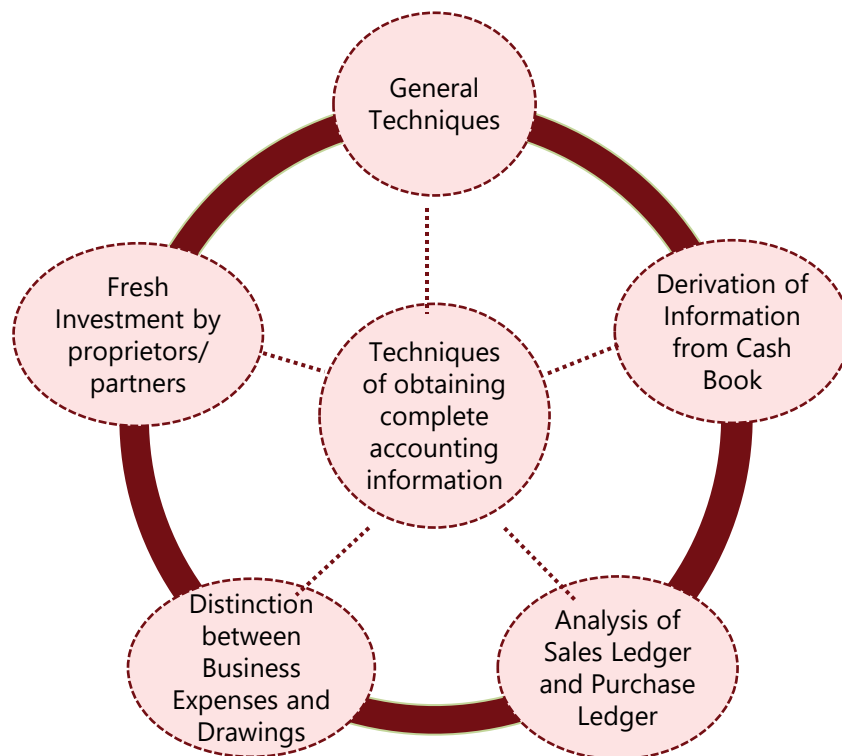 General
Techniques
Derivation of
Information
from Cash
Book
Analysis of
Sales Ledger
and Purchase
Ledger
Distinction
between
Business
Expenses and
Drawings
Fresh
Investment by
proprietors/
partners
Techniques
of obtaining
complete
accounting
information